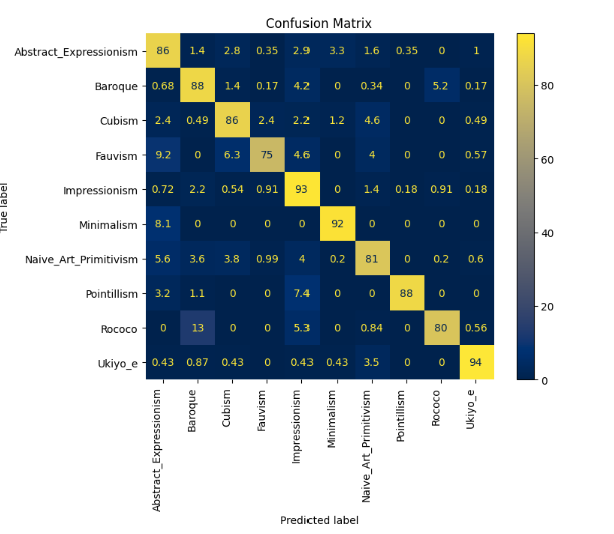 Confusion Matrix
Abstract_Expressionism 86 1.4 2.8 0.35 2.9 3.3 1.6 0.35 0 1
Baroque 0.68 88 1.4 0.17 4.2 0 0.34 0 5.2 0.17
Cubism 2.4 0.49 86 2.4 2.2 1.2 4.6 0 0 0.49
Fauvism 9.2 0 6.3 75 4.6 0 4 0 0 0.57
Impressionism 0.72 2.2 0.54 0.91 93 0 1.4 0.18 0.91 0.18
Minimalism 8.1 0 0 0 0 92 0 0 0 0
Naive_Art_Primitivism 5.6 3.6 3.8 0.99 4 0.2 81 0 0.2 0.6
Pointillism 3.2 1.1 0 0 7.4 0 0 88 0 0
Rococo 0 13 0 0 5.3 0 0.84 0 80 0.56
Ukiyo_e 0.43 0.87 0.43 0 0.43 0.43 3.5 0 0 94
True label
Abstract_Expressionism
Baroque
Cubism
Fauvism
Impressionism
Minimalism
Naive_Art_Primitivism
Pointillism
Rococo
Ukiyo_e
Predicted label
80
60
40
20
0